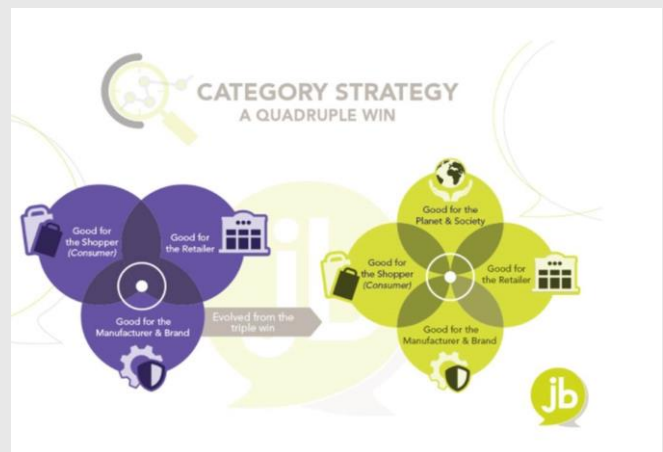 CATEGORY STRATEGY
A QUADRUPLE WIN
Good for
the Shopper
(Consumer)
Good for
the Retailer
Good for the
Manufacturer & Brand
Evolved from the
triple win
Good for the
Planet & Society
Good for
the Shopper
(Consumer)
Good for
the Retailer
Good for the
Manufacturer & Brand
jb
jb